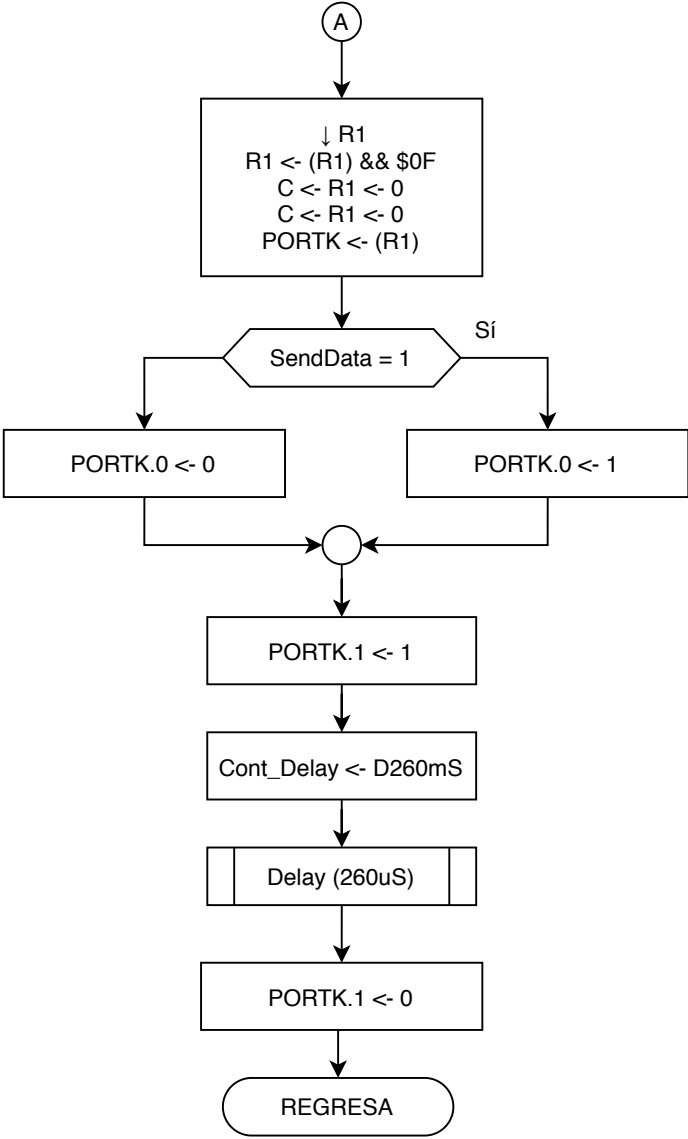 A
↓ R1
R1 <- (R1) && $0F
C <- R1 <- 0
C <- R1 <- 0
PORTK <- (R1)
Sí
SendData = 1
PORTK.0 <- 0
PORTK.0 <- 1
PORTK.1 <- 1
Cont_Delay <- D260mS
Delay (260uS)
PORTK.1 <- 0
REGRESA